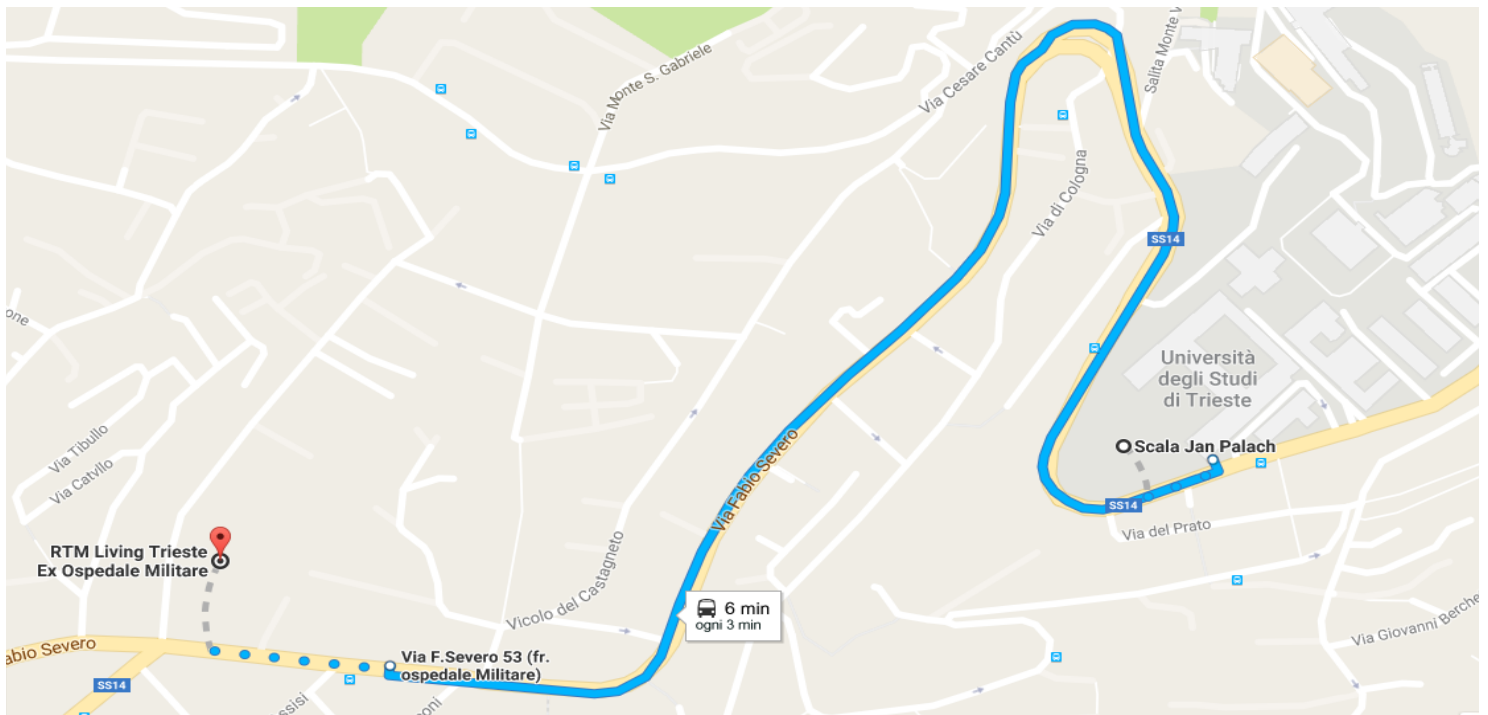 Via Monte S. Gabriele
Via Cesare Cantù
Salita Monte V
Via di Cologna
SS14
one
Università
degli Studi
di Trieste
Via Tibullo
Via Catvllo
Scala Jan Palach
Via Fabio Severo
SS14
Via del Prato
RTM Living Trieste
Ex Ospedale Militare
Vicolo del Castagneto
6 min
ogni 3 min
Via Giovanni Berche
abio Severo
Via F.Severo 53 (fr.
ospedale Militare)
SS14
ssisi
oni